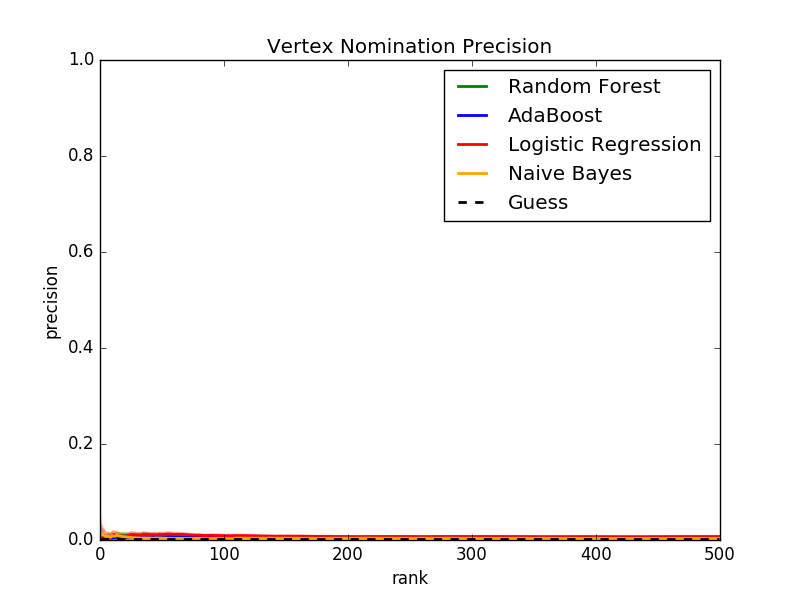 Vertex Nomination Precision
1.0
0.8
0.6
0.4
0.2
0.0
precision
Random Forest
AdaBoost
Logistic Regression
Naive Bayes
Guess
0 100 200 300 400 500
rank